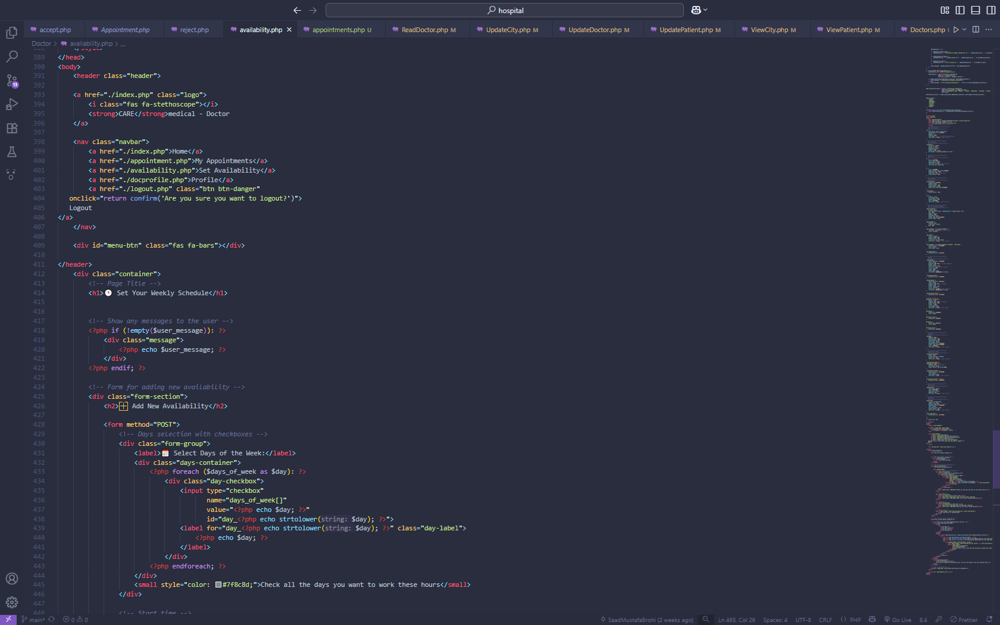 hospital
accept.php
Appointment.php
reject.php
availability.php
appointments.php U
ReadDoctor.php M
UpdateCity.php M
UpdateDoctor.php M
UpdatePatient.php M
ViewCity.php M
ViewPatient.php M
Doctors.php
Doctor > availability.php > ...
389 </head>
390 <body>
391 <header class="header">
392
393 <a href="./index.php" class="logo">
394 <i class="fas fa-stethoscope"></i>
395 <strong>CARE</strong>medical - Doctor
396 </a>
397
398 <nav class="navbar">
399 <a href="./index.php">Home</a>
400 <a href="./appointment.php">My Appointments</a>
401 <a href="./availability.php">Set Availability</a>
402 <a href="./docprofile.php">Profile</a>
403 <a href="./logout.php" class="btn btn-danger"
404 onclick="return confirm('Are you sure you want to logout?')">
405 Logout
406 </a>
407 </nav>
408
409 <div id="menu-btn" class="fas fa-bars"></div>
410
411 </header>
412 <div class="container">
413 <!-- Page Title -->
414 <h1>🕒 Set Your Weekly Schedule</h1>
415
416
417 <!-- Show any messages to the user -->
418 <?php if (!empty($user_message)): ?>
419 <div class="message">
420 <?php echo $user_message; ?>
421 </div>
422 <?php endif; ?>
423
424 <!-- Form for adding new availability -->
425 <div class="form-section">
426 <h2>➕ Add New Availability</h2>
427
428 <form method="POST">
429 <!-- Days selection with checkboxes -->
430 <div class="form-group">
431 <label>📅 Select Days of the Week:</label>
432 <div class="days-container">
433 <?php foreach ($days_of_week as $day): ?>
434 <div class="day-checkbox">
435 <input type="checkbox"
436 name="days_of_week[]"
437 value="<?php echo $day; ?>"
438 id="day_<?php echo strtolower(string: $day); ?>">
439 <label for="day_<?php echo strtolower(string: $day); ?>" class="day-label">
440 <?php echo $day; ?>
441 </label>
442 </div>
443 <?php endforeach; ?>
444 </div>
445 <small style="color: #7f8c8d;">Check all the days you want to work these hours</small>
446 </div>
447
448 <!-- Start time -->
13
main*
0 0
SaadMustafaBrohi (2 weeks ago)
Ln 465, Col 26
Spaces: 4
UTF-8
CRLF
{ } PHP
Go Live
8.4
Prettier